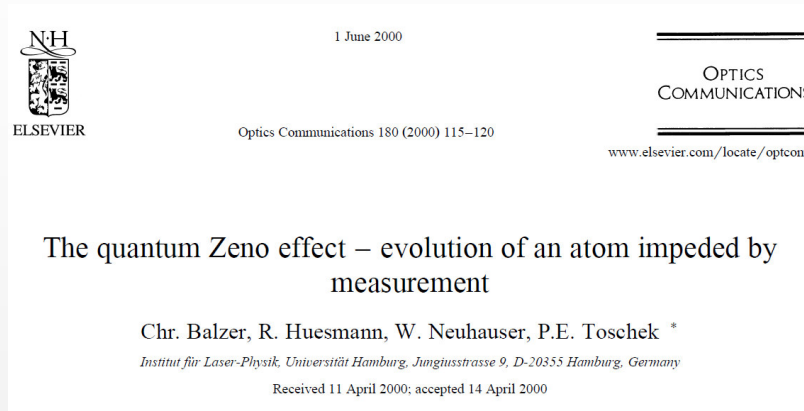 N·H
ELSEVIER
1 June 2000
Optics Communications 180 (2000) 115–120
OPTICS
COMMUNICATIONS
www.elsevier.com/locate/optcom
The quantum Zeno effect – evolution of an atom impeded by
measurement
Chr. Balzer, R. Huesmann, W. Neuhauser, P.E. Toschek *
Institut für Laser-Physik, Universität Hamburg, Jungiusstrasse 9, D-20355 Hamburg, Germany
Received 11 April 2000; accepted 14 April 2000